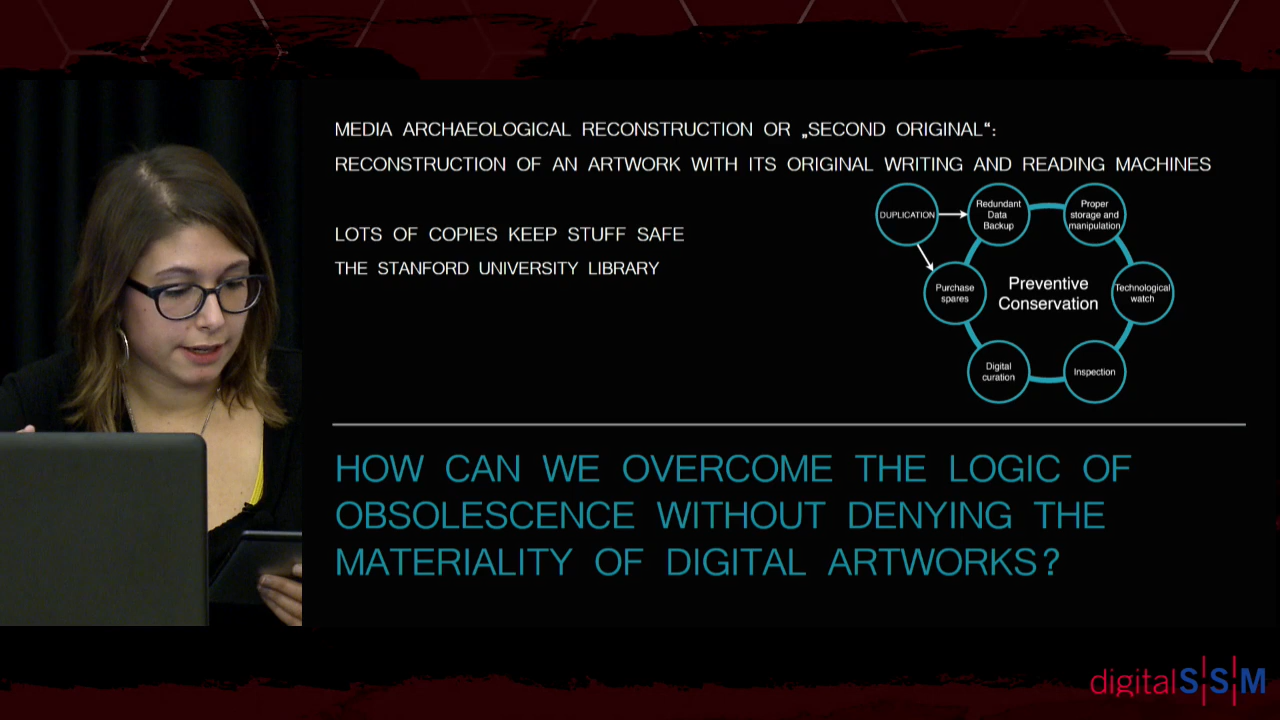 MEDIA ARCHAEOLOGICAL RECONSTRUCTION OR „SECOND ORIGINAL“:
RECONSTRUCTION OF AN ARTWORK WITH ITS ORIGINAL WRITING AND READING MACHINES
LOTS OF COPIES KEEP STUFF SAFE
THE STANFORD UNIVERSITY LIBRARY
DUPLICATION
Redundant
Data
Backup
Proper
storage and
manipulation
Purchase
spares
Preventive
Conservation
Technological
watch
Digital
curation
Inspection
HOW CAN WE OVERCOME THE LOGIC OF
OBSOLESCENCE WITHOUT DENYING THE
MATERIALITY OF DIGITAL ARTWORKS?
digitalS|S|M